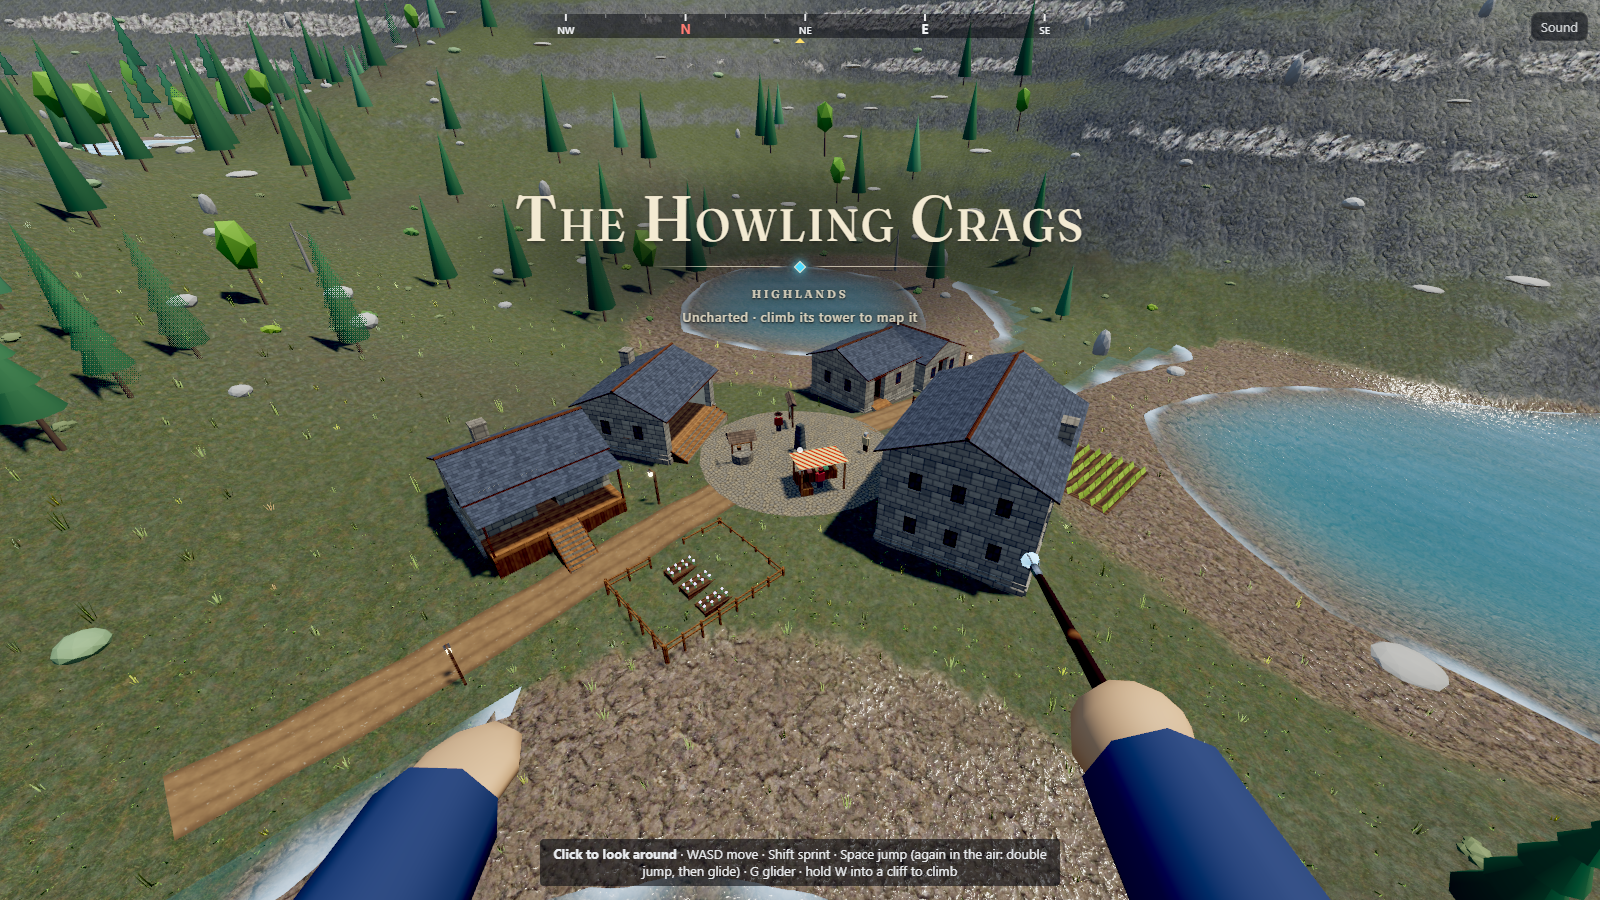 NW N NE E SE
Sound
The Howling Crags
HIGHLANDS
Uncharted · climb its tower to map it
Click to look around · WASD move · Shift sprint · Space jump (again in the air: double
jump, then glide) · G glider · hold W into a cliff to climb